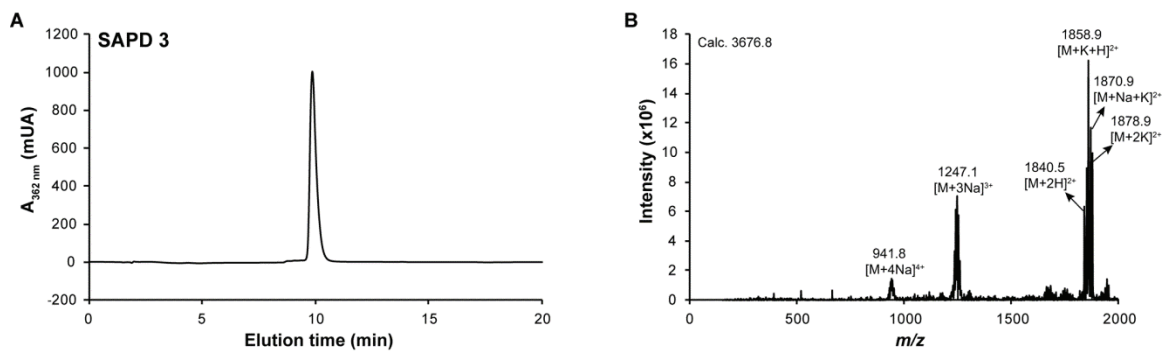 A
SAPD 3
1200
1000
800
600
400
200
0
-200
A362 nm (mUA)
0
5
10
15
20
Elution time (min)
B
Calc. 3676.8
18
16
14
12
10
8
6
4
2
0
Intensity (x10⁶)
0
500
1000
1500
2000
m/z
941.8
[M+4Na]⁴⁺
1247.1
[M+3Na]³⁺
1840.5
[M+2H]²⁺
1858.9
[M+K+H]²⁺
1870.9
[M+Na+K]²⁺
1878.9
[M+2K]²⁺